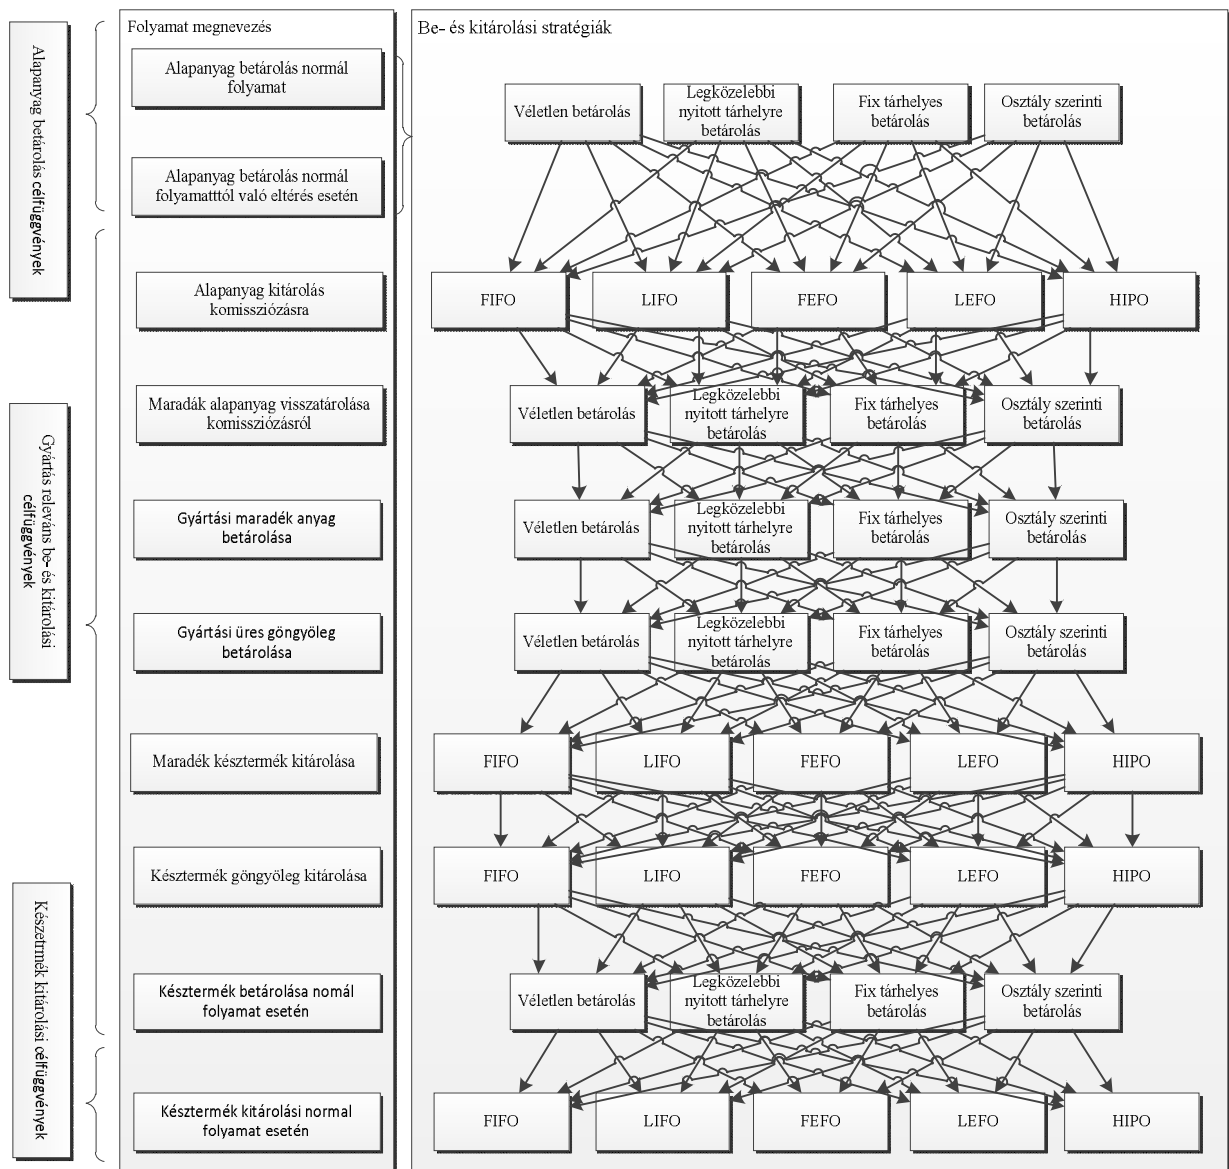 Alapanyag betárolás célfüggvények
Gyártás releváns be- és kitárolási
célfüggvények
Készetrmék kitárolási célfüggvények
Folyamat megnevezés
Alapanyag betárolás normál
folyamat
Alapanyag betárolás normál
folyamatttól való eltérés esetén
Alapanyag kitárolás
komissziózásra
Maradák alapanyag visszatárolása
komissziózásról
Gyártási maradék anyag
betárolása
Gyártási üres göngyöleg
betárolása
Maradék késztermék kitárolása
Késztermék göngyöleg kitárolása
Késztermék betárolása nomál
folyamat esetén
Késztermék kitárolási normal
folyamat esetén
Be- és kitárolási stratégiák
Véletlen betárolás
Legközelebbi
nyitott tárhelyre
betárolás
Fix tárhelyes
betárolás
Osztály szerinti
betárolás
FIFO
LIFO
FEFO
LEFO
HIPO
Véletlen betárolás
Legközelebbi
nyitott tárhelyre
betárolás
Fix tárhelyes
betárolás
Osztály szerinti
betárolás
Véletlen betárolás
Legközelebbi
nyitott tárhelyre
betárolás
Fix tárhelyes
betárolás
Osztály szerinti
betárolás
Véletlen betárolás
Legközelebbi
nyitott tárhelyre
betárolás
Fix tárhelyes
betárolás
Osztály szerinti
betárolás
FIFO
LIFO
FEFO
LEFO
HIPO
FIFO
LIFO
FEFO
LEFO
HIPO
Véletlen betárolás
Legközelebbi
nyitott tárhelyre
betárolás
Fix tárhelyes
betárolás
Osztály szerinti
betárolás
FIFO
LIFO
FEFO
LEFO
HIPO